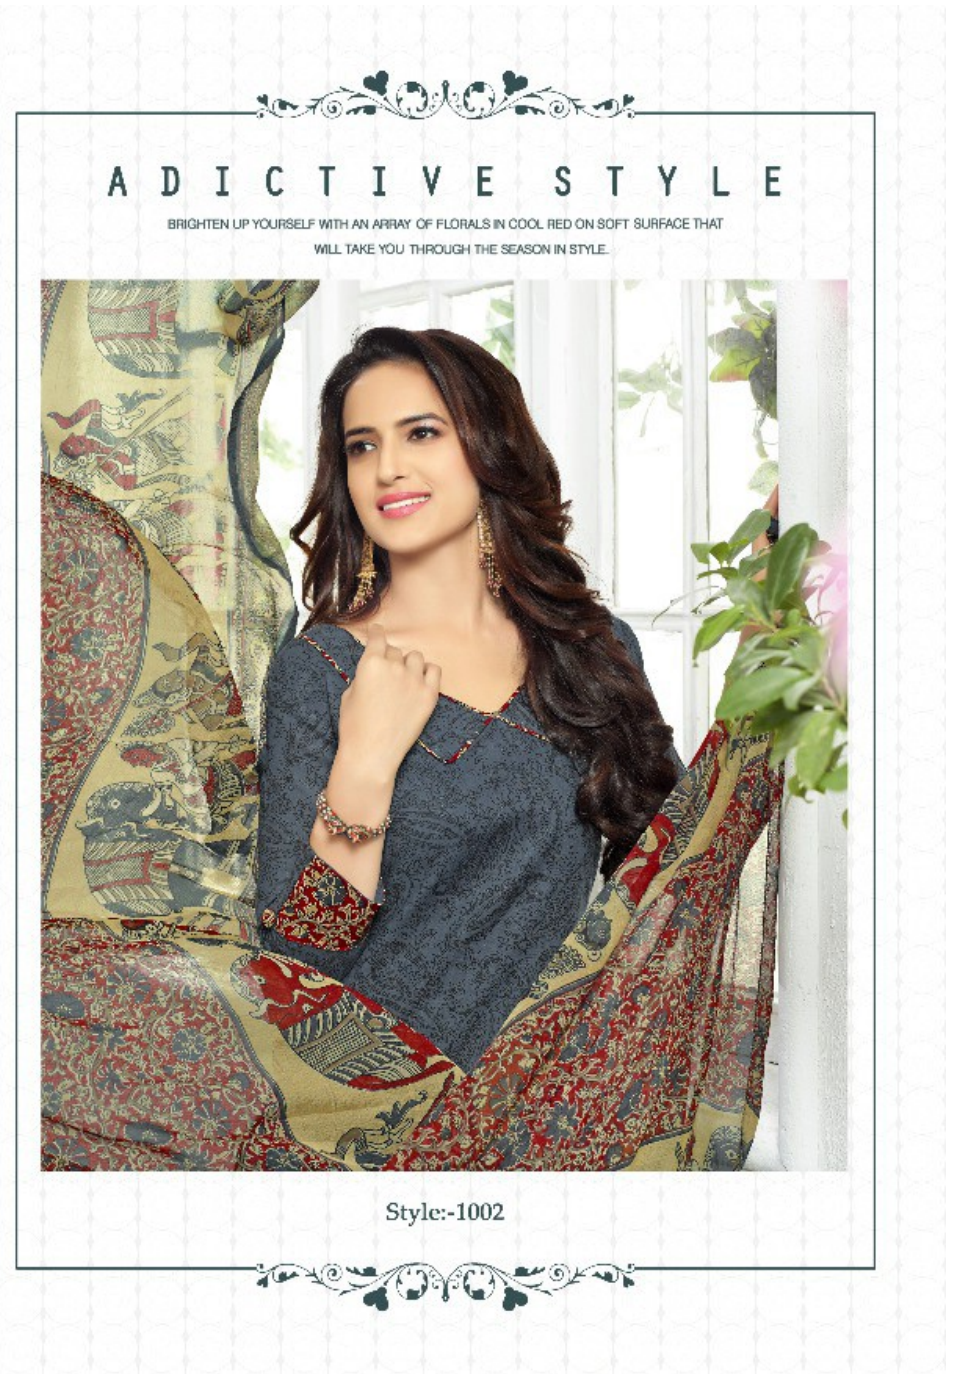 ADICTIVE STYLE
BRIGHTEN UP YOURSELF WITH AN ARRAY OF FLORALS IN COOL RED ON SOFT SURFACE THAT
WILL TAKE YOU THROUGH THE SEASON IN STYLE.
Style:-1002